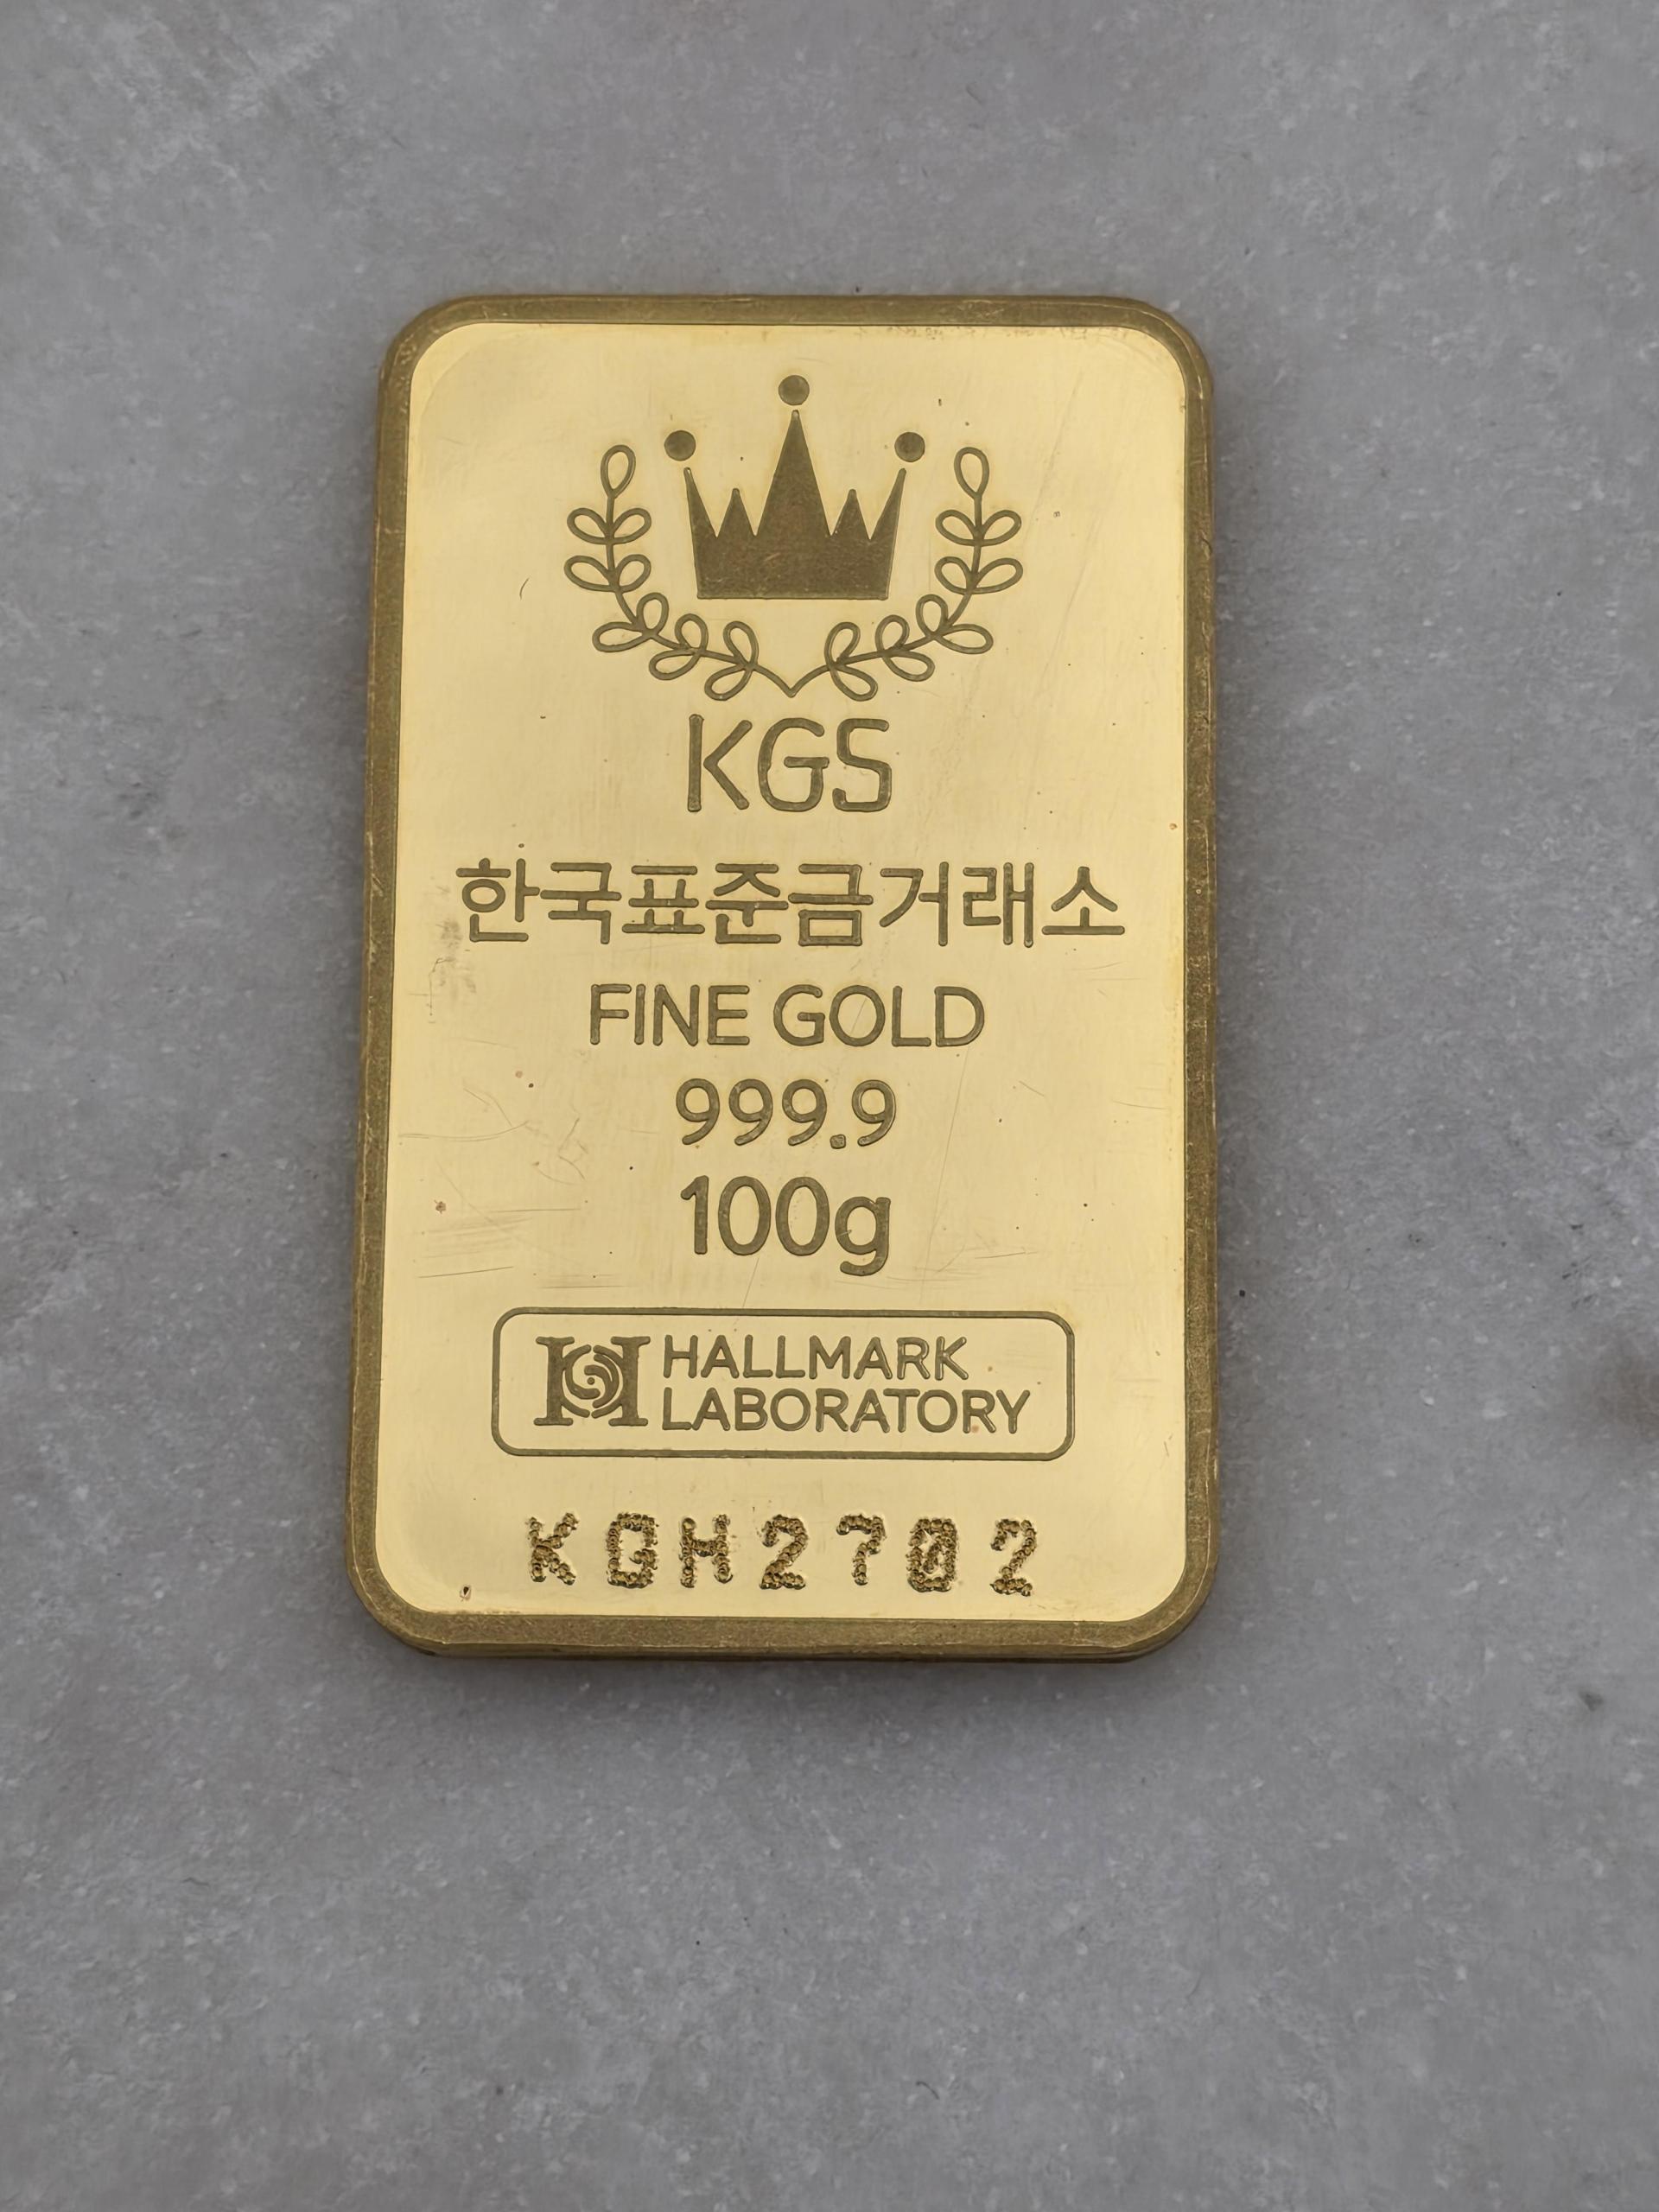 KGS
한국표준금거래소
FINE GOLD
999.9
100g
HALLMARK
LABORATORY
KGH2702